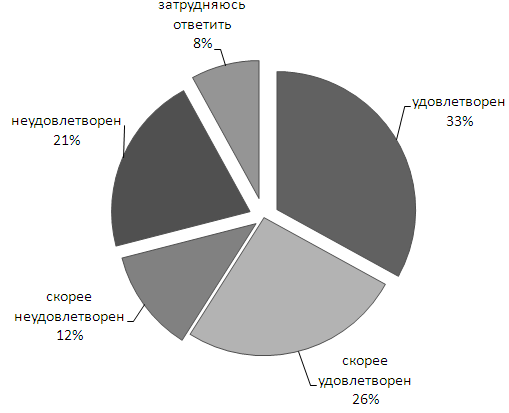 затрудняюсь
ответить
8%
удовлетворен
33%
неудовлетворен
21%
скорее
неудовлетворен
12%
скорее
удовлетворен
26%